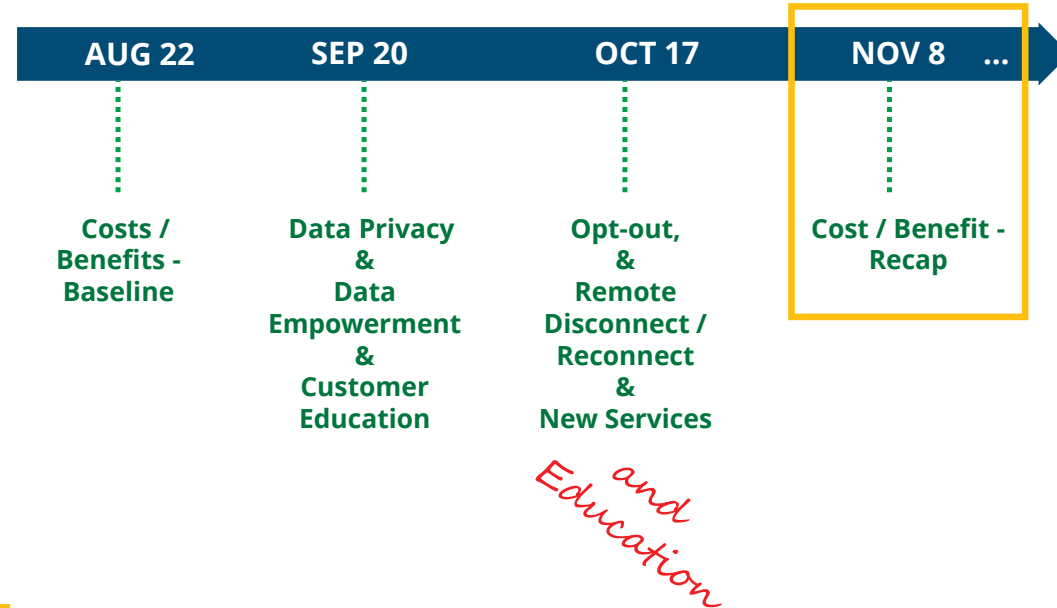 AUG 22
SEP 20
OCT 17
NOV 8 ...
Costs /
Benefits -
Baseline
Data Privacy
&
Data
Empowerment
&
Customer
Education
Opt-out,
&
Remote
Disconnect /
Reconnect
&
New Services
and
Education
Cost / Benefit -
Recap